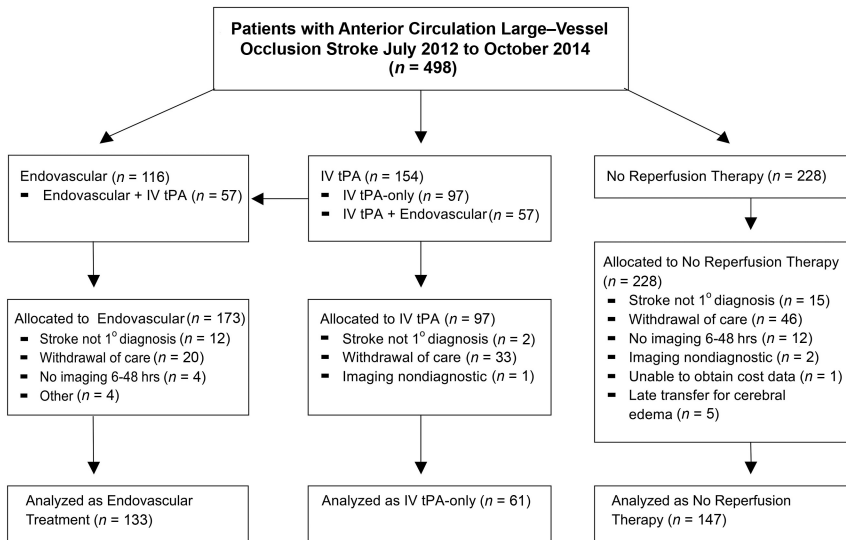 Patients with Anterior Circulation Large–Vessel
Occlusion Stroke July 2012 to October 2014
(n = 498)
Endovascular (n = 116)
▪ Endovascular + IV tPA (n = 57)
IV tPA (n = 154)
▪ IV tPA-only (n = 97)
▪ IV tPA + Endovascular (n = 57)
No Reperfusion Therapy (n = 228)
Allocated to Endovascular (n = 173)
▪ Stroke not 1° diagnosis (n = 12)
▪ Withdrawal of care (n = 20)
▪ No imaging 6-48 hrs (n = 4)
▪ Other (n = 4)
Allocated to IV tPA (n = 97)
▪ Stroke not 1° diagnosis (n = 2)
▪ Withdrawal of care (n = 33)
▪ Imaging nondiagnostic (n = 1)
Allocated to No Reperfusion Therapy
(n = 228)
▪ Stroke not 1° diagnosis (n = 15)
▪ Withdrawal of care (n = 46)
▪ No imaging 6-48 hrs (n = 12)
▪ Imaging nondiagnostic (n = 2)
▪ Unable to obtain cost data (n = 1)
▪ Late transfer for cerebral
edema (n = 5)
Analyzed as Endovascular
Treatment (n = 133)
Analyzed as IV tPA-only (n = 61)
Analyzed as No Reperfusion
Therapy (n = 147)